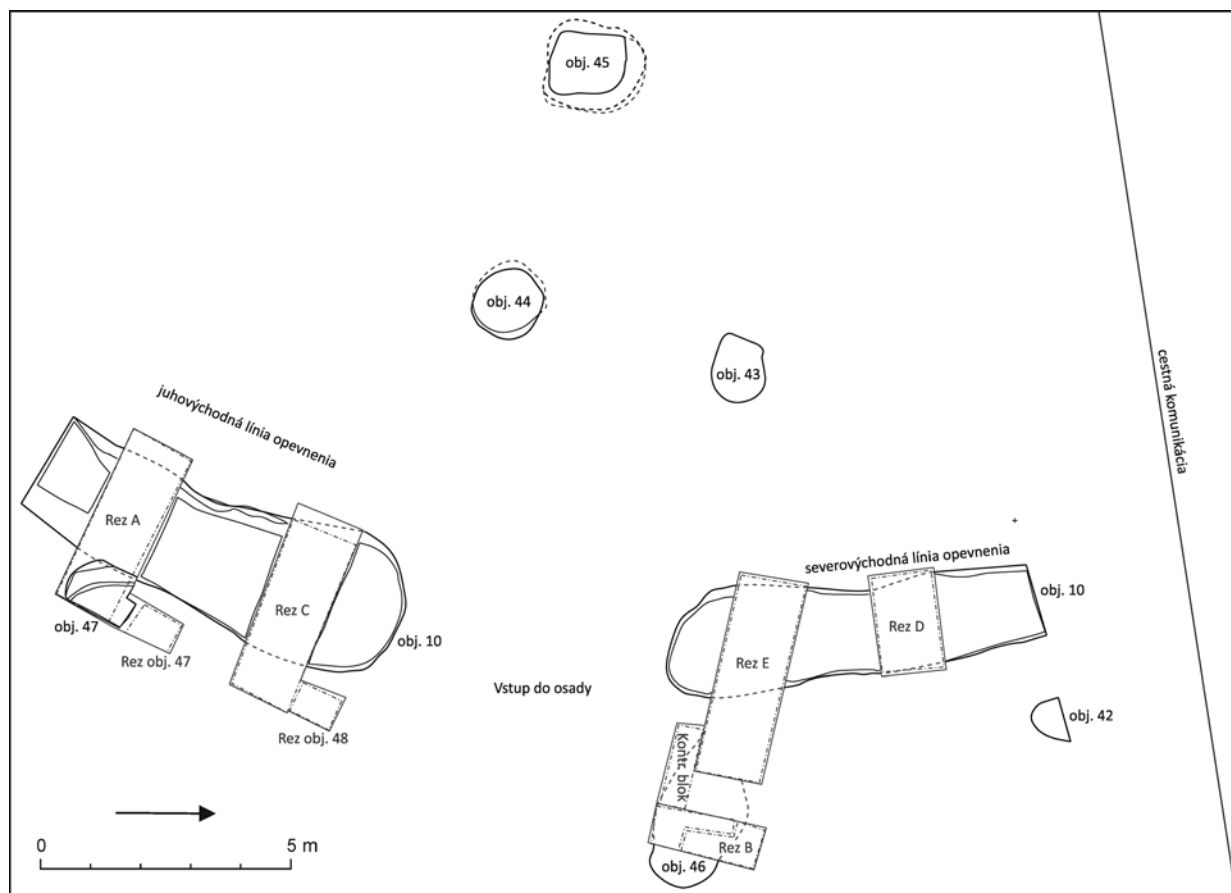 obj. 45
obj. 44
obj. 43
cestná komunikácia
juhovýchodná línia opevnenia
Rez A
Rez C
obj. 47
Rez obj. 47
obj. 10
Rez obj. 48
Vstup do osady
severovýchodná línia opevnenia
obj. 10
Rez D
Rez E
obj. 42
Kontr. blok
Rez B
obj. 46
0
5 m